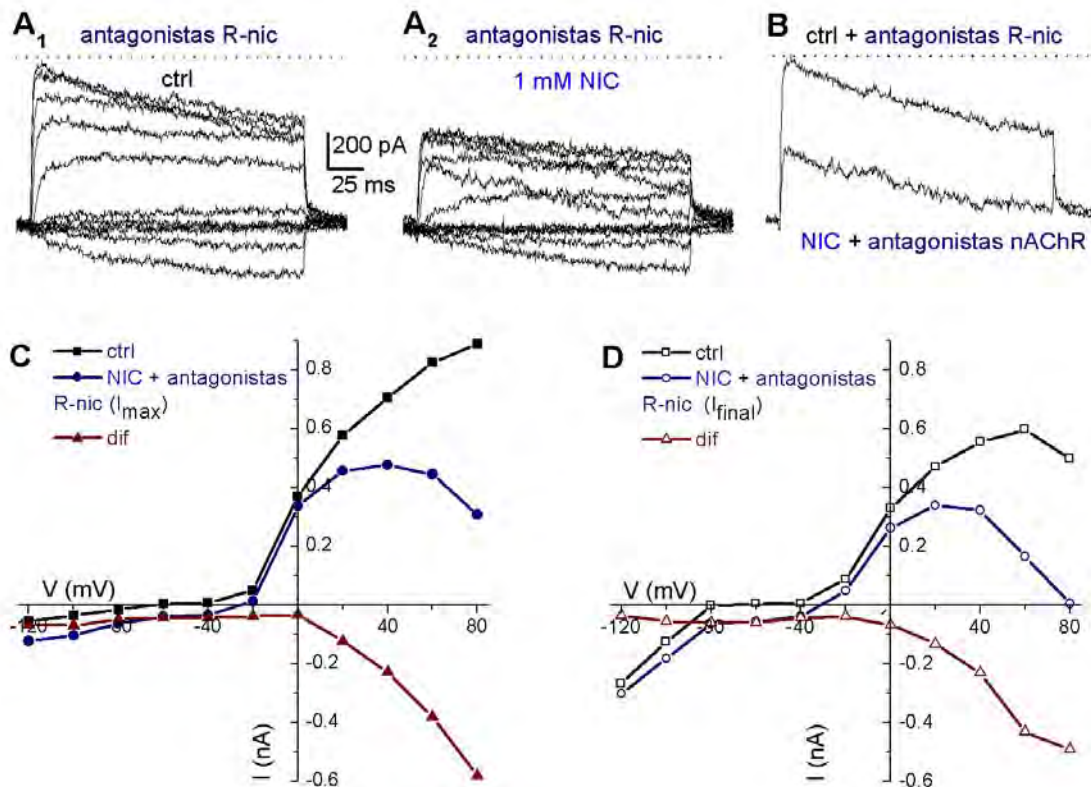 A1
antagonistas R-nic
ctrl
200 pA
25 ms
A2
antagonistas R-nic
1 mM NIC
B
ctrl + antagonistas R-nic
NIC + antagonistas nAChR
C
ctrl
NIC + antagonistas
R-nic (Imax)
dif
V (mV)
I (nA)
0.8
0.6
0.4
0.2
-0.2
-0.4
-0.6
-120
-40
40
80
D
ctrl
NIC + antagonistas
R-nic (Ifinal)
dif
V (mV)
I (nA)
0.8
0.6
0.4
0.2
-0.2
-0.4
-0.6
-120
-40
40
80